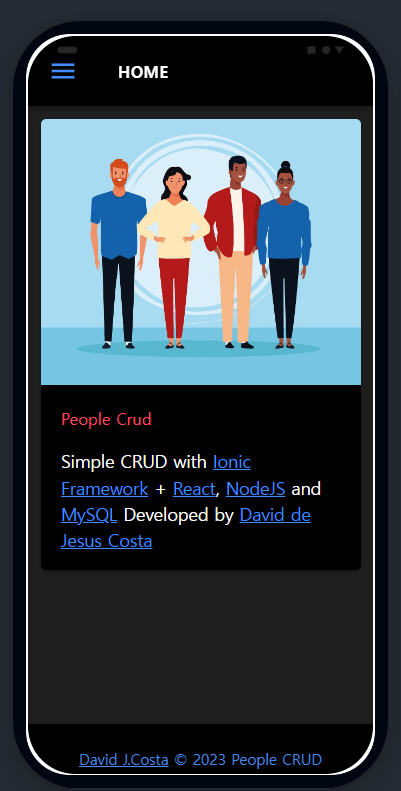 HOME
People Crud
Simple CRUD with Ionic
Framework + React, NodeJS and
MySQL Developed by David de
Jesus Costa
David J.Costa © 2023 People CRUD